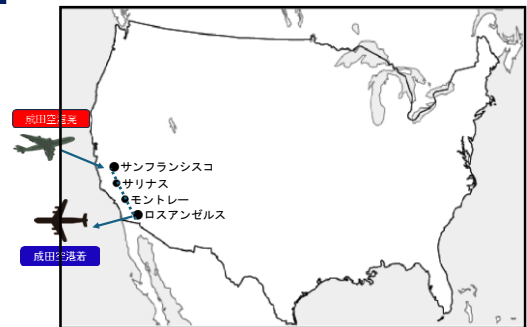 成田空港発
サンフランシスコ
サリナス
モントレー
ロスアンゼルス
成田空港着